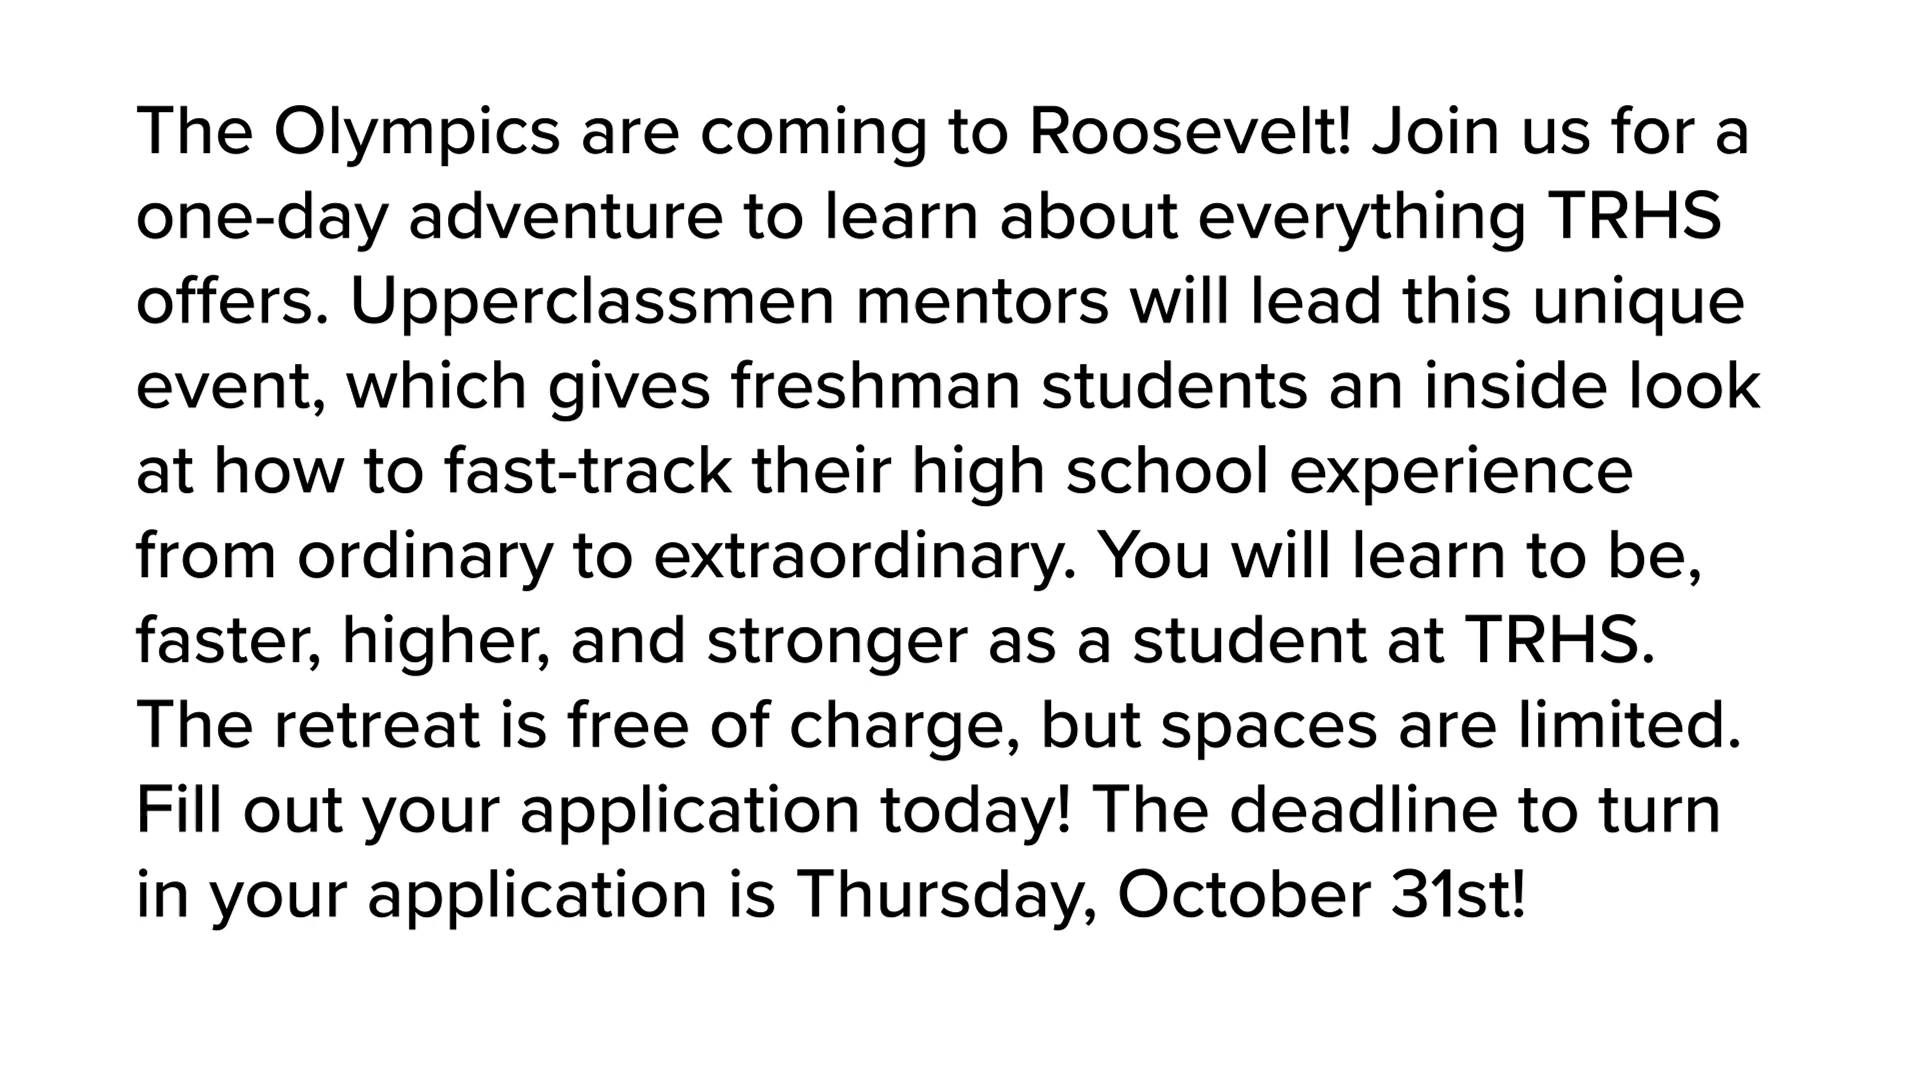 The Olympics are coming to Roosevelt! Join us for a
one-day adventure to learn about everything TRHS
offers. Upperclassmen mentors will lead this unique
event, which gives freshman students an inside look
at how to fast-track their high school experience
from ordinary to extraordinary. You will learn to be,
faster, higher, and stronger as a student at TRHS.
The retreat is free of charge, but spaces are limited.
Fill out your application today! The deadline to turn
in your application is Thursday, October 31st!